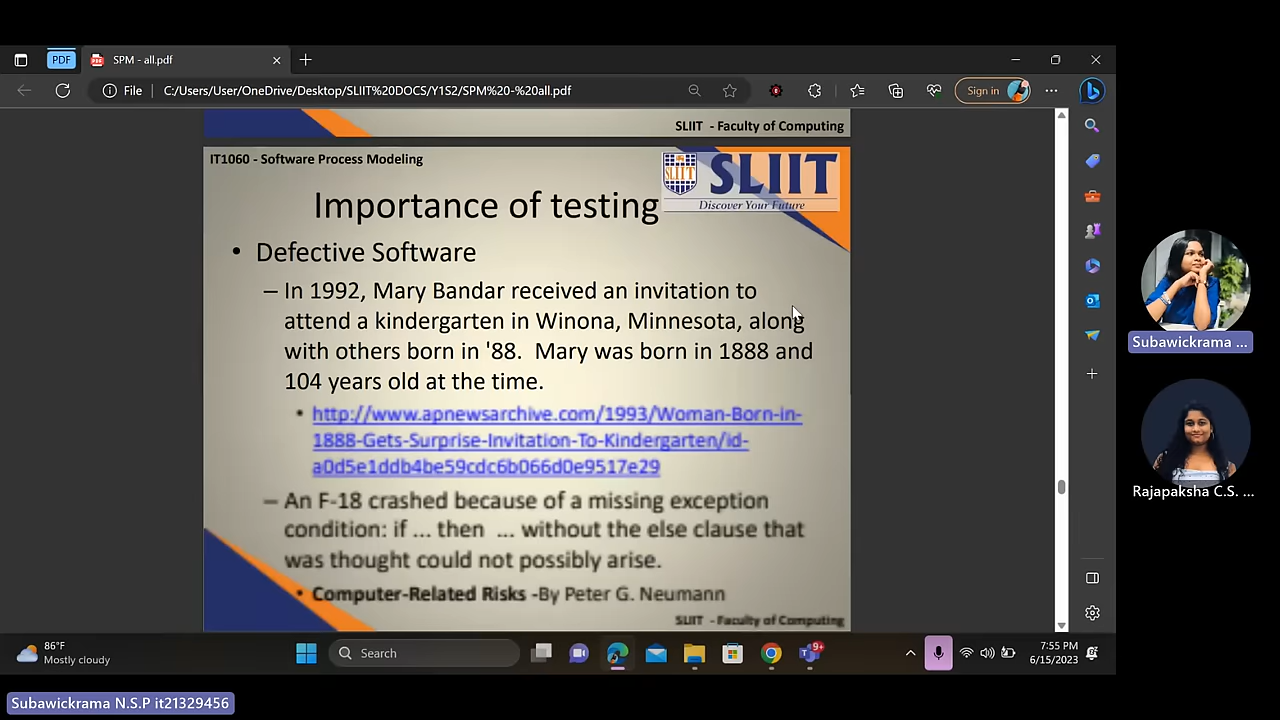 PDF
SPM - all.pdf
File
C:/Users/User/OneDrive/Desktop/SLIIT%20DOCS/Y1S2/SPM%20-%20all.pdf
Sign in
SLIIT - Faculty of Computing
IT1060 - Software Process Modeling
SLIIT
SLIIT
Discover Your Future
Importance of testing
• Defective Software
– In 1992, Mary Bandar received an invitation to
attend a kindergarten in Winona, Minnesota, along
with others born in '88. Mary was born in 1888 and
104 years old at the time.
• http://www.apnewsarchive.com/1993/Woman-Born-in-
1888-Gets-Surprise-Invitation-To-Kindergarten/id-
a0d5e1ddb4be59cdc6b066d0e9517e29
– An F-18 crashed because of a missing exception
condition: if ... then ... without the else clause that
was thought could not possibly arise.
• Computer-Related Risks -By Peter G. Neumann
SLIIT - Faculty of Computing
Subawickrama ...
Rajapaksha C.S. ...
86°F
Mostly cloudy
Search
9+
7:55 PM
6/15/2023
Subawickrama N.S.P it21329456